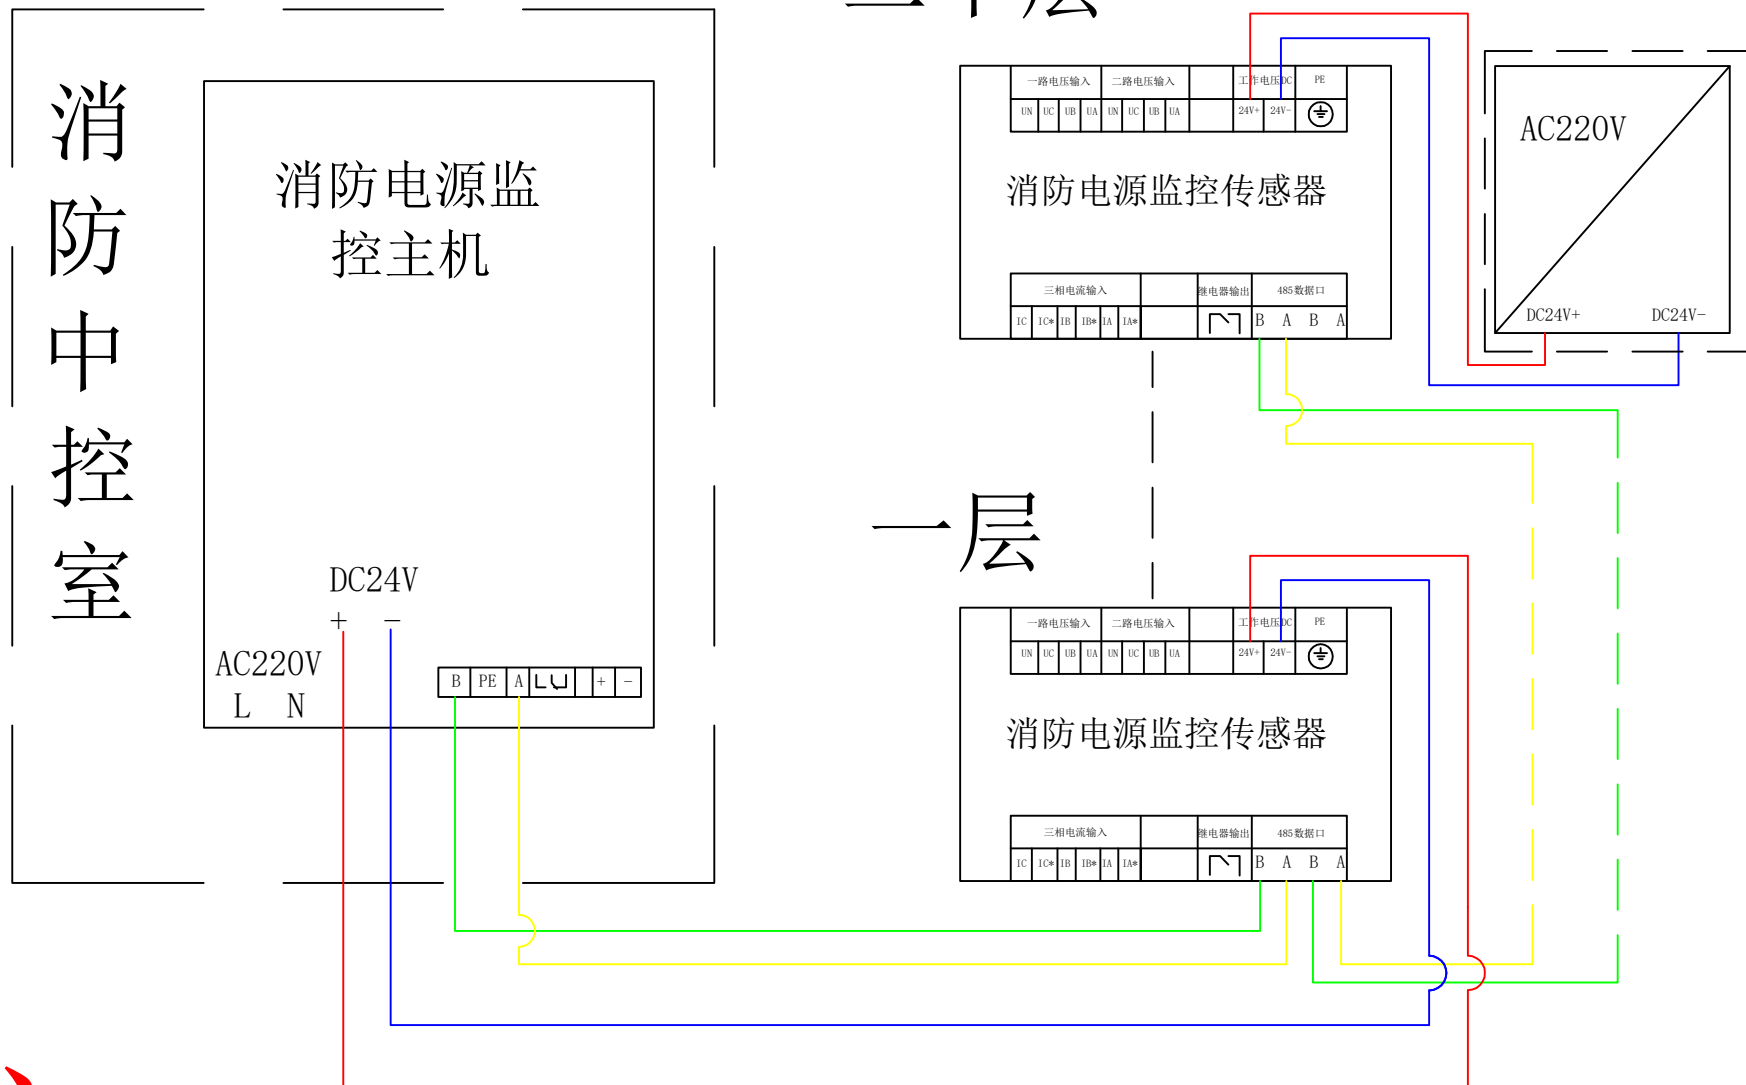 消防中控室
消防电源监
控主机
DC24V
+ −
AC220V
L N
B PE A + −
一路电压输入 二路电压输入 工作电压DC PE
UN UC UB UA UN UC UB UA 24V+ 24V-
消防电源监控传感器
三相电流输入 继电器输出 485数据口
IC IC* IB IB* IA IA* B A B A
AC220V
DC24V+ DC24V-
一层
一路电压输入 二路电压输入 工作电压DC PE
UN UC UB UA UN UC UB UA 24V+ 24V-
消防电源监控传感器
三相电流输入 继电器输出 485数据口
IC IC* IB IB* IA IA* B A B A